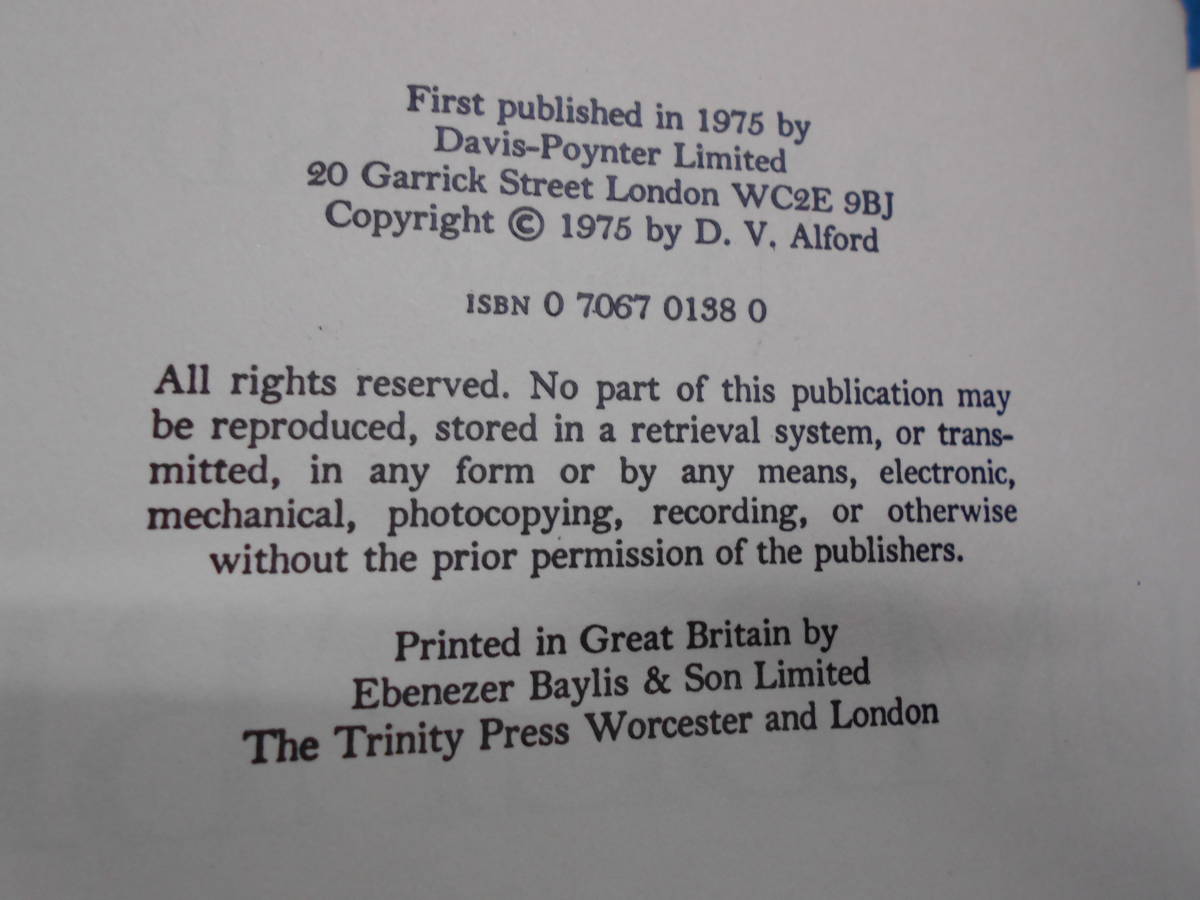 First published in 1975 by
Davis-Poynter Limited
20 Garrick Street London WC2E 9BJ
Copyright © 1975 by D. V. Alford
ISBN 0 7067 0138 0
All rights reserved. No part of this publication may
be reproduced, stored in a retrieval system, or trans-
mitted, in any form or by any means, electronic,
mechanical, photocopying, recording, or otherwise
without the prior permission of the publishers.
Printed in Great Britain by
Ebenezer Baylis & Son Limited
The Trinity Press Worcester and London